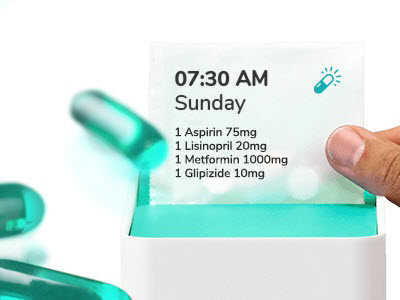 07:30 AM
Sunday
1 Aspirin 75mg
1 Lisinopril 20mg
1 Metformin 1000mg
1 Glipizide 10mg